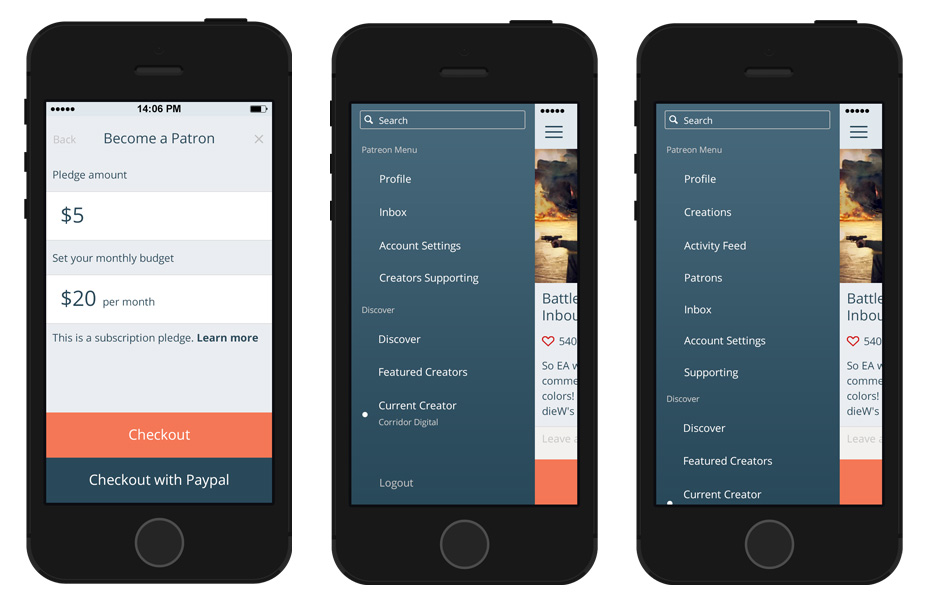 14:06 PM
Back Become a Patron ×
Pledge amount
$5
Set your monthly budget
$20 per month
This is a subscription pledge. Learn more
Checkout
Checkout with Paypal
Search
Patreon Menu
Profile
Inbox
Account Settings
Creators Supporting
Discover
Discover
Featured Creators
Current Creator
Corridor Digital
Logout
Battle
Inbou
540
So EA w
comme
colors!
dieW's
Leave a
Search
Patreon Menu
Profile
Creations
Activity Feed
Patrons
Inbox
Account Settings
Supporting
Discover
Discover
Featured Creators
Current Creator
Battle
Inbou
540
So EA w
comme
colors!
dieW's
Leave a